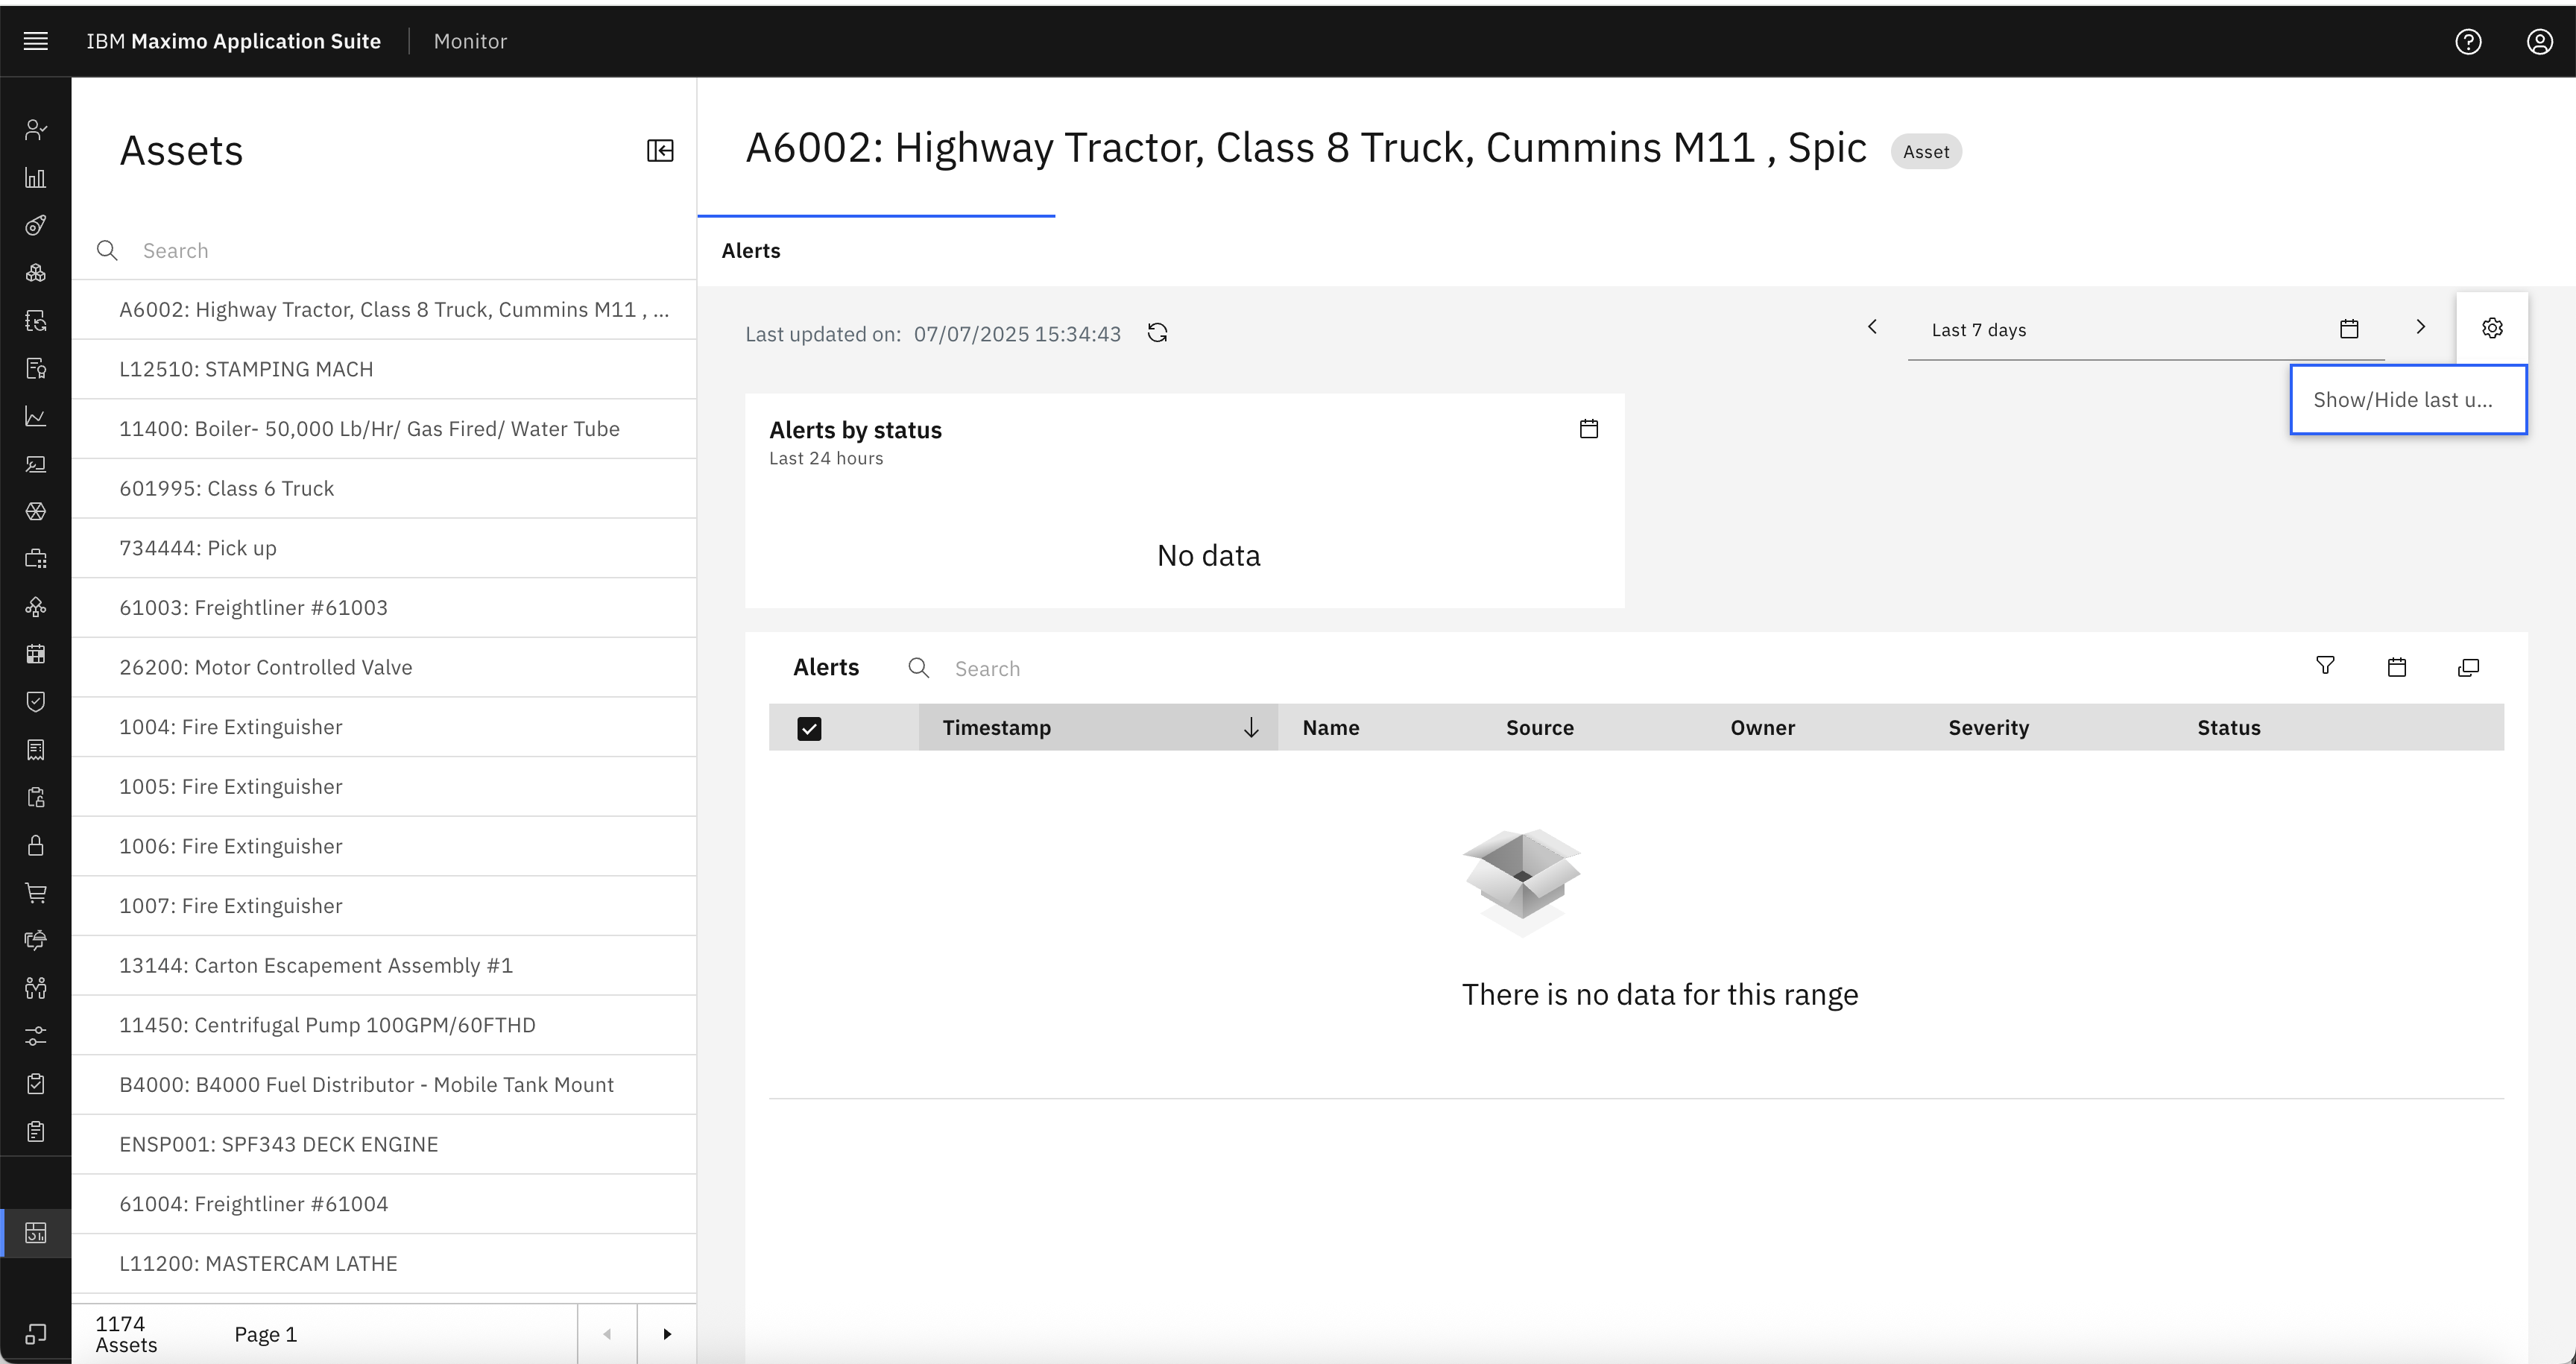 IBM Maximo Application Suite
Monitor
Assets
Search
A6002: Highway Tractor, Class 8 Truck, Cummins M11 , ...
L12510: STAMPING MACH
11400: Boiler- 50,000 Lb/Hr/ Gas Fired/ Water Tube
601995: Class 6 Truck
734444: Pick up
61003: Freightliner #61003
26200: Motor Controlled Valve
1004: Fire Extinguisher
1005: Fire Extinguisher
1006: Fire Extinguisher
1007: Fire Extinguisher
13144: Carton Escapement Assembly #1
11450: Centrifugal Pump 100GPM/60FTHD
B4000: B4000 Fuel Distributor - Mobile Tank Mount
ENSP001: SPF343 DECK ENGINE
61004: Freightliner #61004
L11200: MASTERCAM LATHE
1174
Assets
Page 1
A6002: Highway Tractor, Class 8 Truck, Cummins M11 , Spic
Asset
Alerts
Last updated on: 07/07/2025 15:34:43
Last 7 days
Show/Hide last u...
Alerts by status
Last 24 hours
No data
Alerts
Search
Timestamp Name Source Owner Severity Status
There is no data for this range